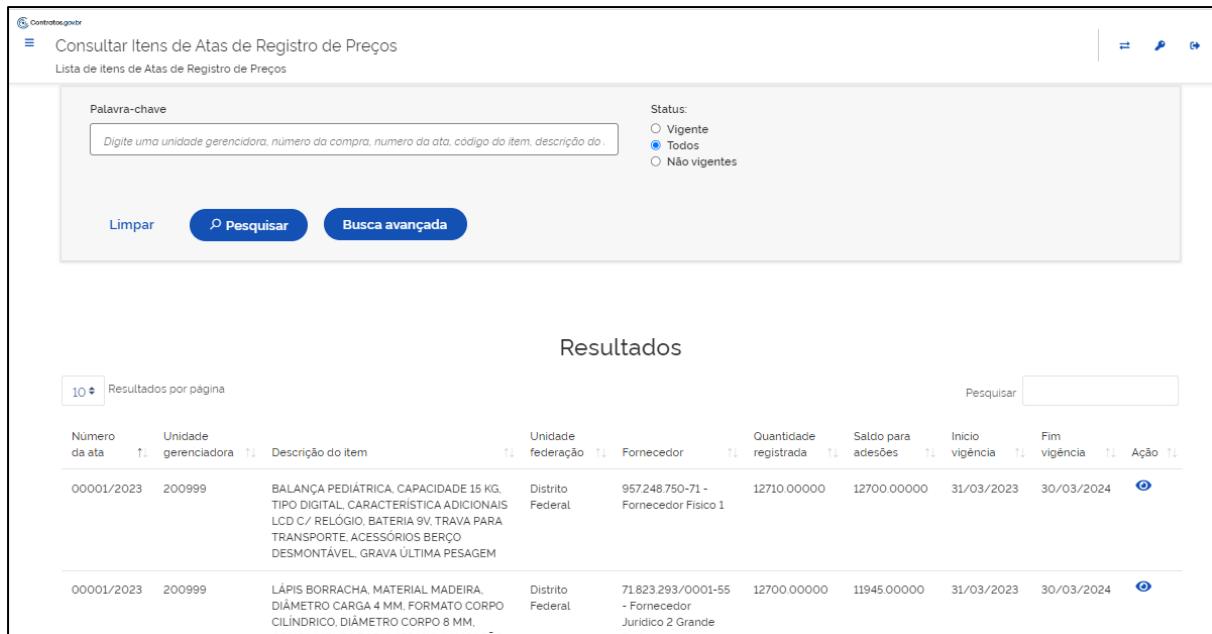 Contratos.govbr
Consultar Itens de Atas de Registro de Preços
Lista de itens de Atas de Registro de Preços
Palavra-chave
Digite uma unidade gerencidora, número da compra, numero da ata, código do item, descrição do .
Status:
Vigente
Todos
Não vigentes
Limpar
Pesquisar
Busca avançada
Resultados
10 Resultados por página
Pesquisar
Número da ata Unidade gerenciadora Descrição do item Unidade federação Fornecedor Quantidade registrada Saldo para adesões Início vigência Fim vigência Ação
00001/2023 200999 BALANÇA PEDIÁTRICA, CAPACIDADE 15 KG, Distrito 957.248.750-71 - 12710.00000 12700.00000 31/03/2023 30/03/2024
TIPO DIGITAL, CARACTERÍSTICA ADICIONAIS Federal Fornecedor Físico 1
LCD C/ RELÓGIO, BATERIA 9V, TRAVA PARA
TRANSPORTE, ACESSÓRIOS BERÇO
DESMONTÁVEL, GRAVA ÚLTIMA PESAGEM
00001/2023 200999 LÁPIS BORRACHA, MATERIAL MADEIRA, Distrito 71.823.293/0001-55 12700.00000 11945.00000 31/03/2023 30/03/2024
DIÂMETRO CARGA 4 MM, FORMATO CORPO Federal - Fornecedor
CILÍNDRICO, DIÂMETRO CORPO 8 MM, Jurídico 2 Grande